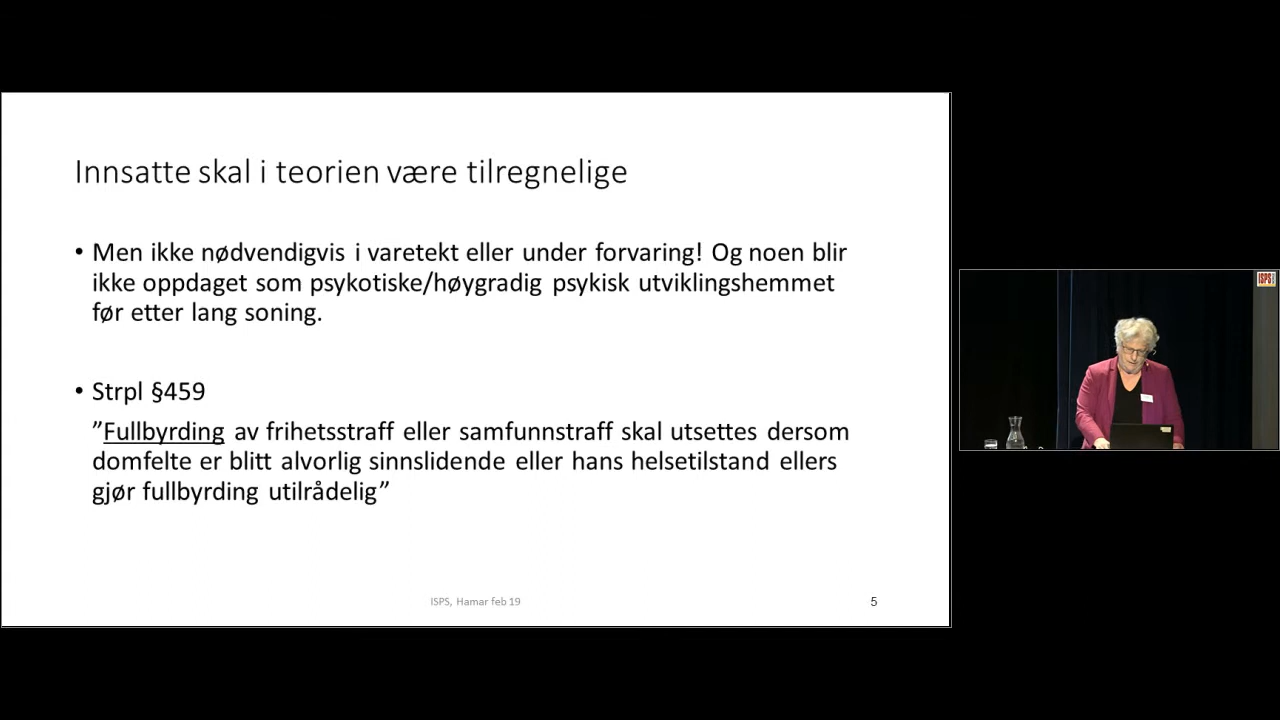 Innsatte skal i teorien være tilregnelige
• Men ikke nødvendigvis i varetekt eller under forvaring! Og noen blir
ikke oppdaget som psykotiske/høygradig psykisk utviklingshemmet
før etter lang soning.
• Strpl §459
”Fullbyrding av frihetsstraff eller samfunnstraff skal utsettes dersom
domfelte er blitt alvorlig sinnslidende eller hans helsetilstand ellers
gjør fullbyrding utilrådelig”
ISPS, Hamar feb 19
5
ISPS